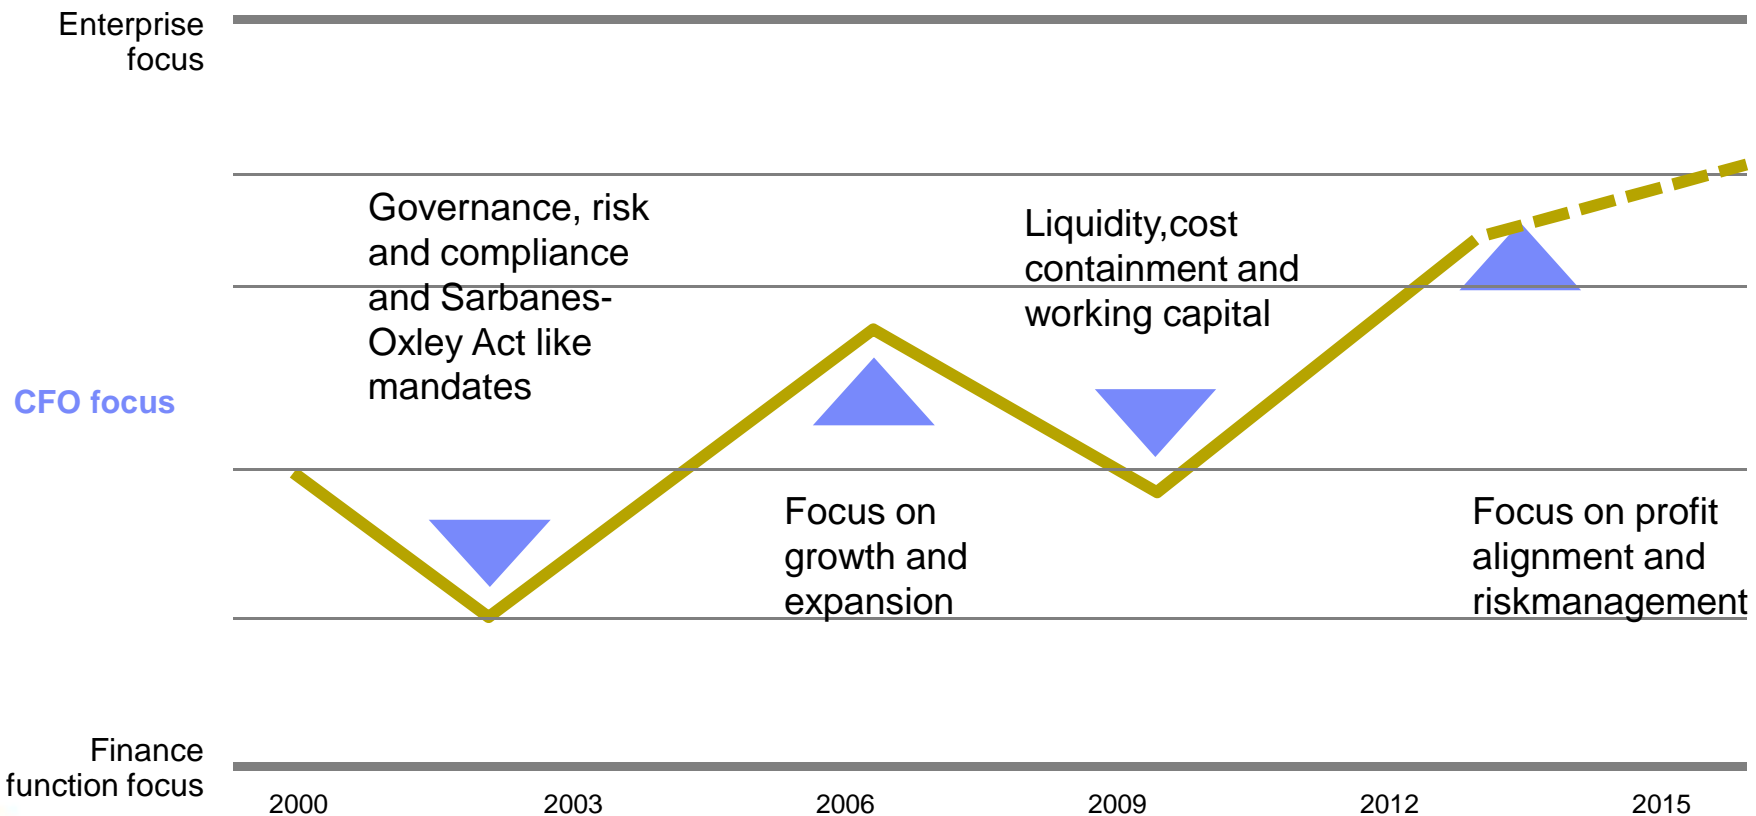 Enterprise
focus
Governance, risk
and compliance
and Sarbanes-
Oxley Act like
mandates
Liquidity,cost
containment and
working capital
CFO focus
Focus on
growth and
expansion
Focus on profit
alignment and
riskmanagement
Finance
function focus
2000 2003 2006 2009 2012 2015